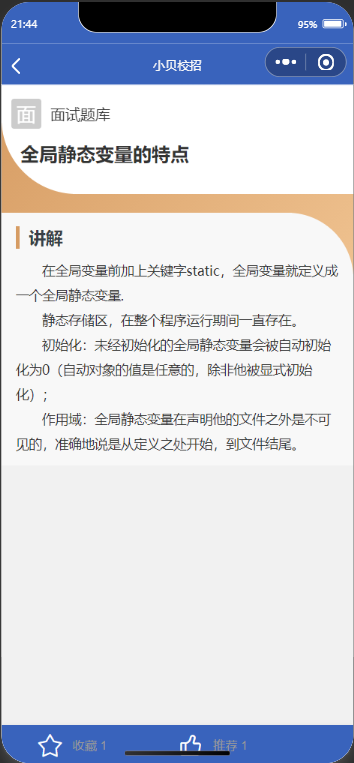 21:44
95%
小贝校招
面 面试题库
全局静态变量的特点
讲解
在全局变量前加上关键字static，全局变量就定义成
一个全局静态变量.
静态存储区，在整个程序运行期间一直存在。
初始化：未经初始化的全局静态变量会被自动初始
化为0（自动对象的值是任意的，除非他被显式初始
化）；
作用域：全局静态变量在声明他的文件之外是不可
见的，准确地说是从定义之处开始，到文件结尾。
收藏 1 推荐 1